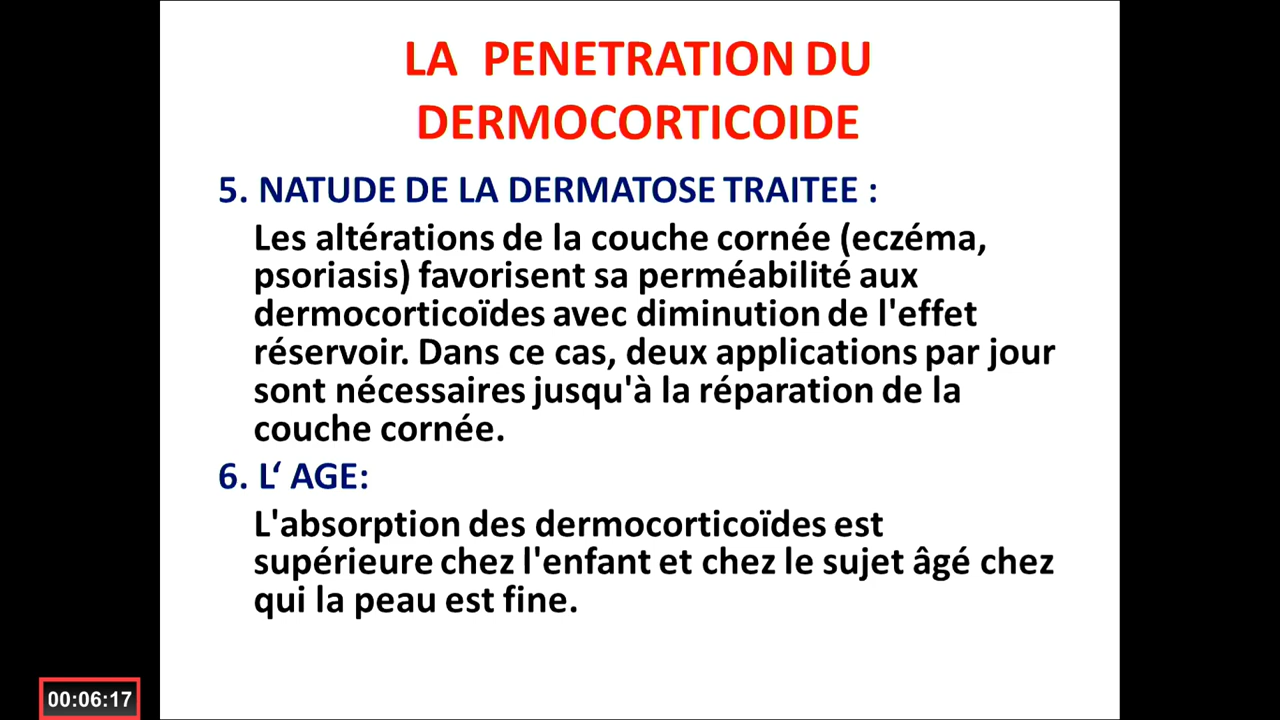 LA PENETRATION DU
DERMOCORTICOIDE
5. NATUDE DE LA DERMATOSE TRAITEE :
Les altérations de la couche cornée (eczéma,
psoriasis) favorisent sa perméabilité aux
dermocorticoïdes avec diminution de l'effet
réservoir. Dans ce cas, deux applications par jour
sont nécessaires jusqu'à la réparation de la
couche cornée.
6. L‘ AGE:
L'absorption des dermocorticoïdes est
supérieure chez l'enfant et chez le sujet âgé chez
qui la peau est fine.
00:06:17